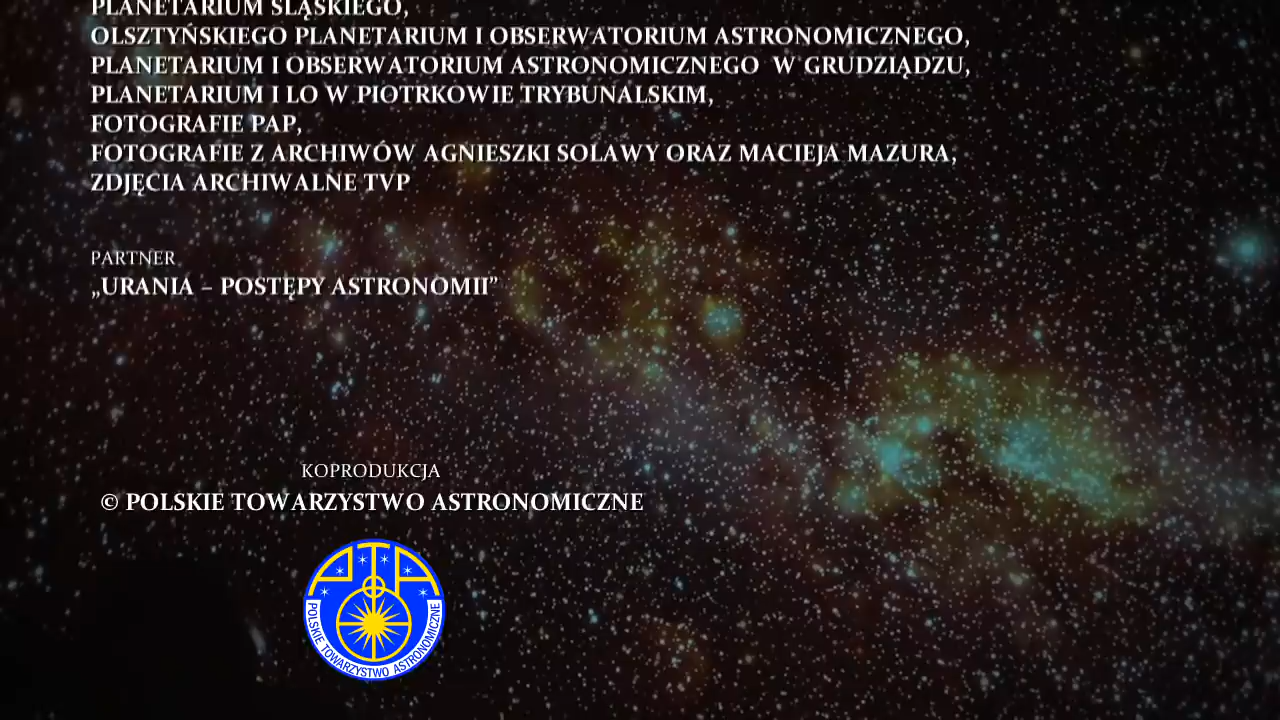 PLANETARIUM ŚLĄSKIEGO,
OLSZTYŃSKIEGO PLANETARIUM I OBSERWATORIUM ASTRONOMICZNEGO,
PLANETARIUM I OBSERWATORIUM ASTRONOMICZNEGO W GRUDZIĄDZU,
PLANETARIUM I LO W PIOTRKOWIE TRYBUNALSKIM,
FOTOGRAFIE PAP,
FOTOGRAFIE Z ARCHIWÓW AGNIESZKI SOLAWY ORAZ MACIEJA MAZURA,
ZDJĘCIA ARCHIWALNE TVP
PARTNER
„URANIA – POSTĘPY ASTRONOMII”
KOPRODUKCJA
© POLSKIE TOWARZYSTWO ASTRONOMICZNE
PTA
POLSKIE TOWARZYSTWO ASTRONOMICZNE